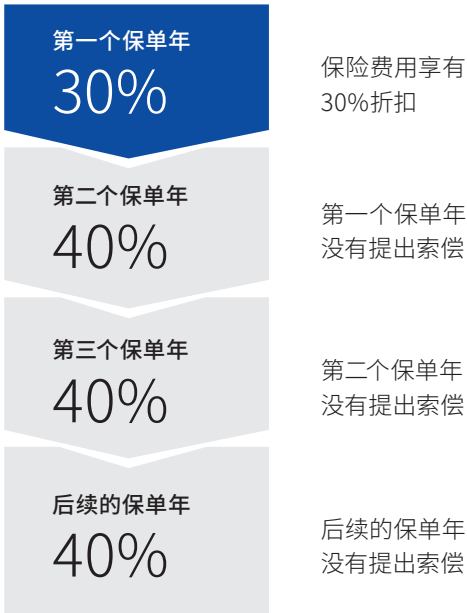 第一个保单年
30%
保险费用享有
30%折扣
第二个保单年
40%
第一个保单年
没有提出索偿
第三个保单年
40%
第二个保单年
没有提出索偿
后续的保单年
40%
后续的保单年
没有提出索偿